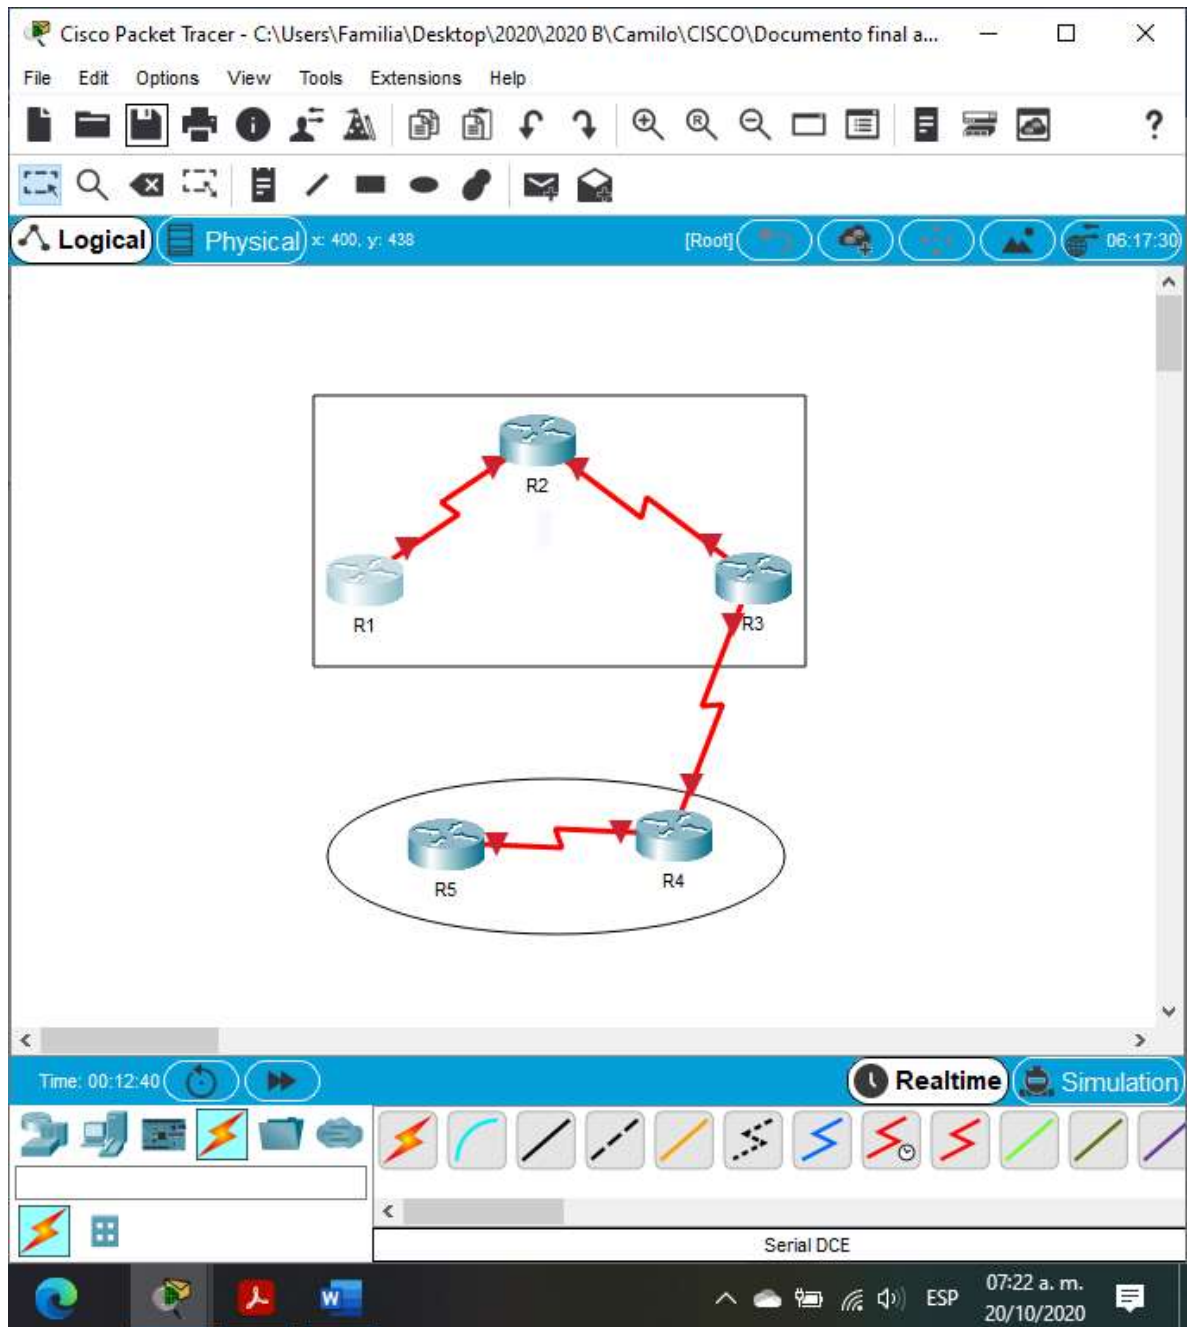 Cisco Packet Tracer - C:\Users\Familia\Desktop\2020\2020 B\Camilo\CISCO\Documento final a...
File Edit Options View Tools Extensions Help
Logical Physical x: 400, y: 438 [Root] 06:17:30
R2
R1
R3
R5
R4
Time: 00:12:40 Realtime Simulation
Serial DCE
ESP
07:22 a. m.
20/10/2020